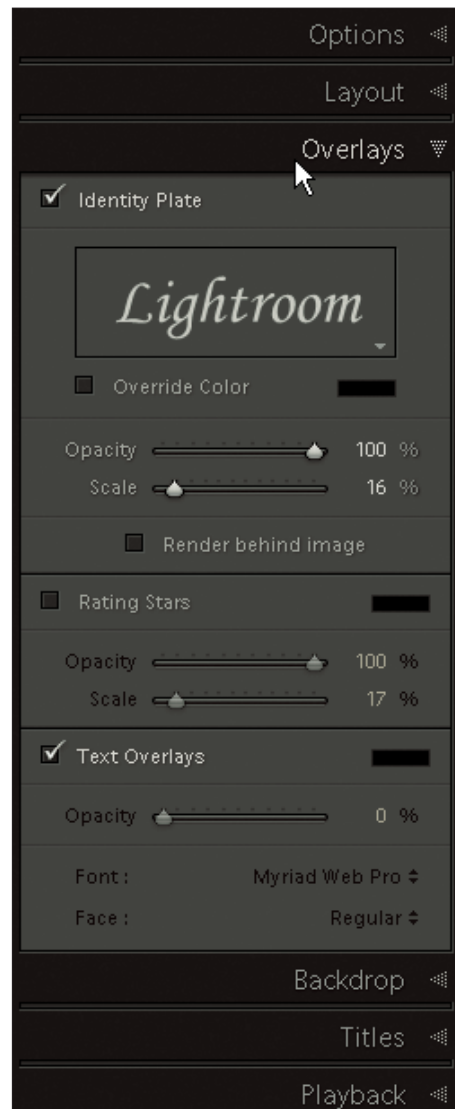 Options
Layout
Overlays
Identity Plate
Lightroom
Override Color
Opacity 100 %
Scale 16 %
Render behind image
Rating Stars
Opacity 100 %
Scale 17 %
Text Overlays
Opacity 0 %
Font : Myriad Web Pro
Face : Regular
Backdrop
Titles
Playback